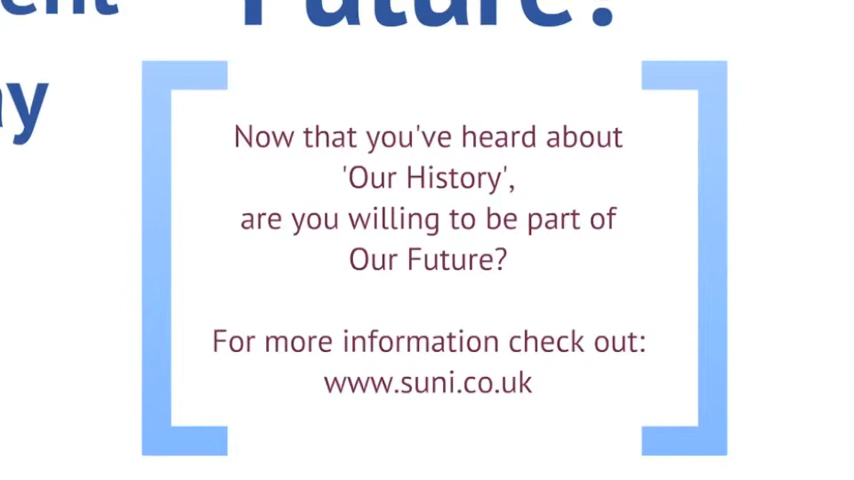 Future?
Now that you've heard about
'Our History',
are you willing to be part of
Our Future?
For more information check out:
www.suni.co.uk